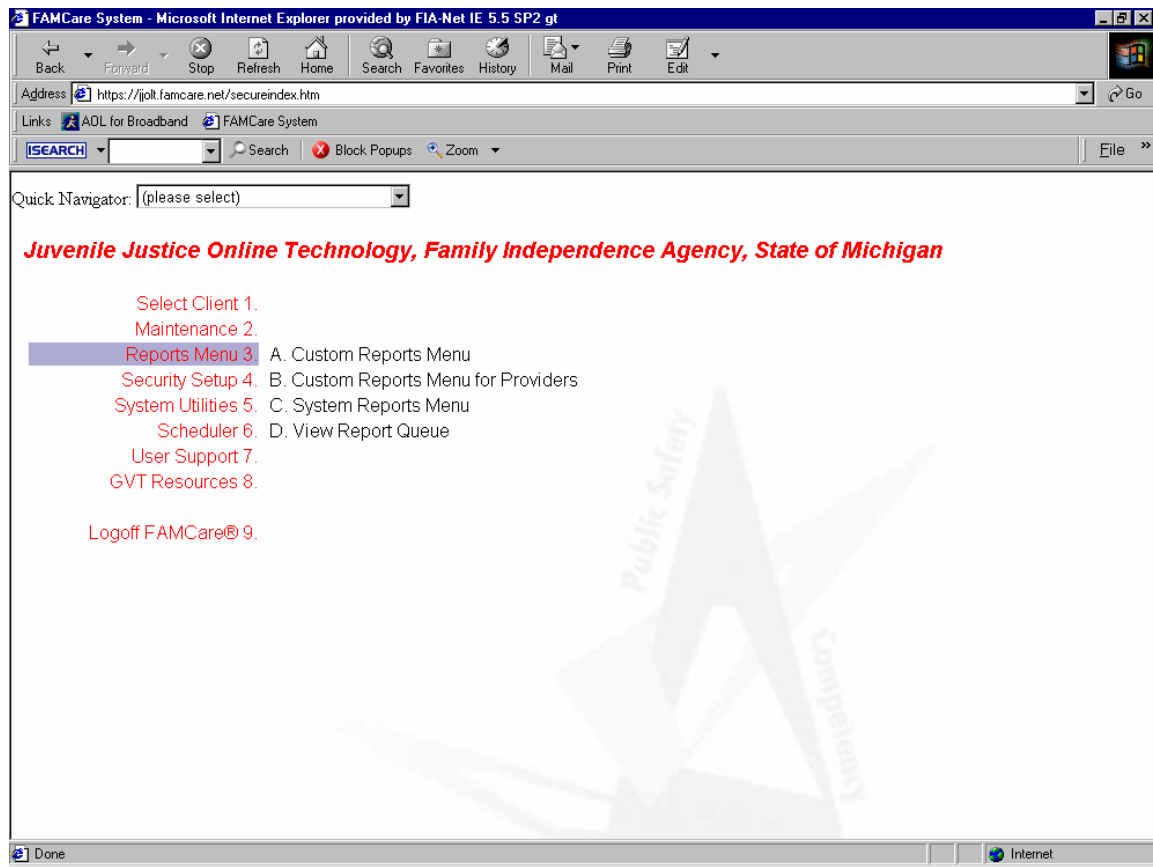 FAMCare System - Microsoft Internet Explorer provided by FIA-Net IE 5.5 SP2 gt
Back Forward Stop Refresh Home Search Favorites History Mail Print Edit
Address https://jjolt.famcare.net/secureindex.htm Go
Links AOL for Broadband FAMCare System
ISEARCH Search Block Popups Zoom File »
Quick Navigator: (please select)
Juvenile Justice Online Technology, Family Independence Agency, State of Michigan
Select Client 1.
Maintenance 2.
Reports Menu 3. A. Custom Reports Menu
Security Setup 4. B. Custom Reports Menu for Providers
System Utilities 5. C. System Reports Menu
Scheduler 6. D. View Report Queue
User Support 7.
GVT Resources 8.
Logoff FAMCare® 9.
Public Safety
Competency
Done Internet